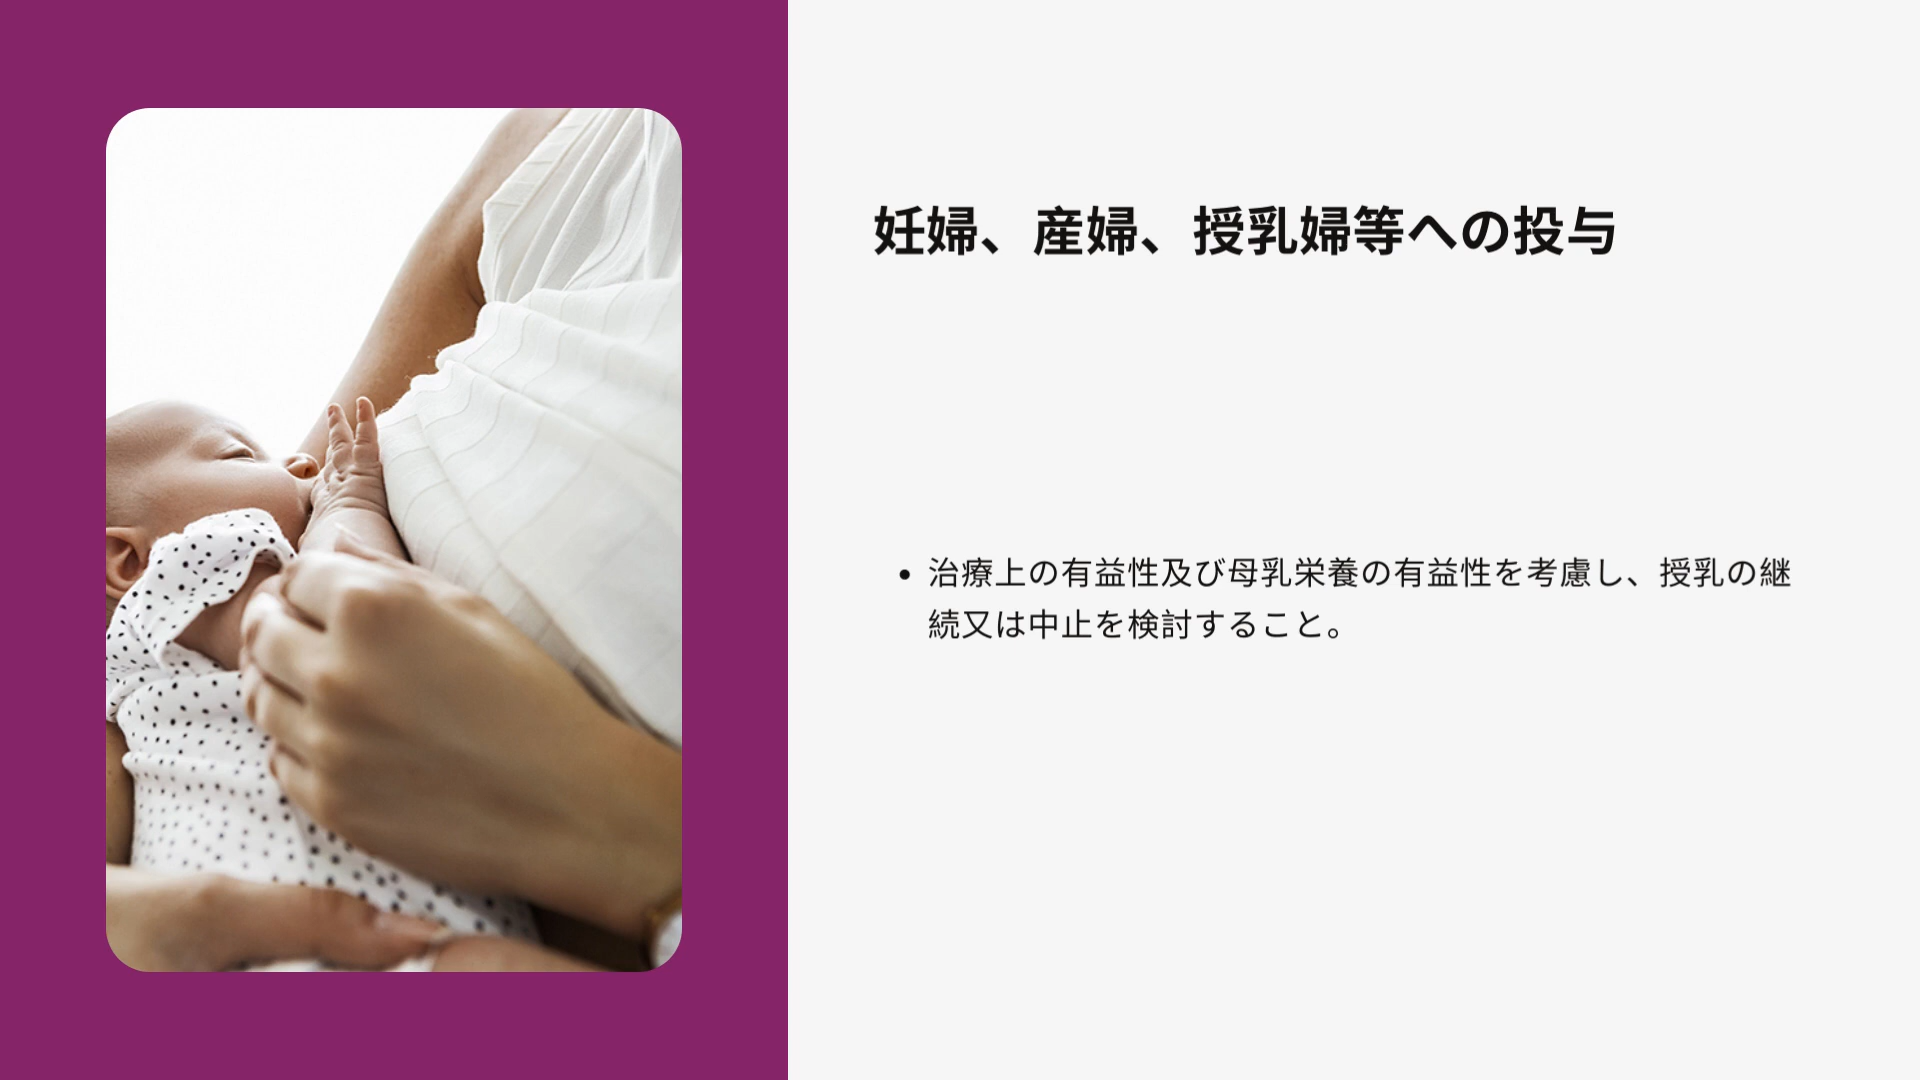 妊婦、産婦、授乳婦等への投与
• 治療上の有益性及び母乳栄養の有益性を考慮し、授乳の継
続又は中止を検討すること。